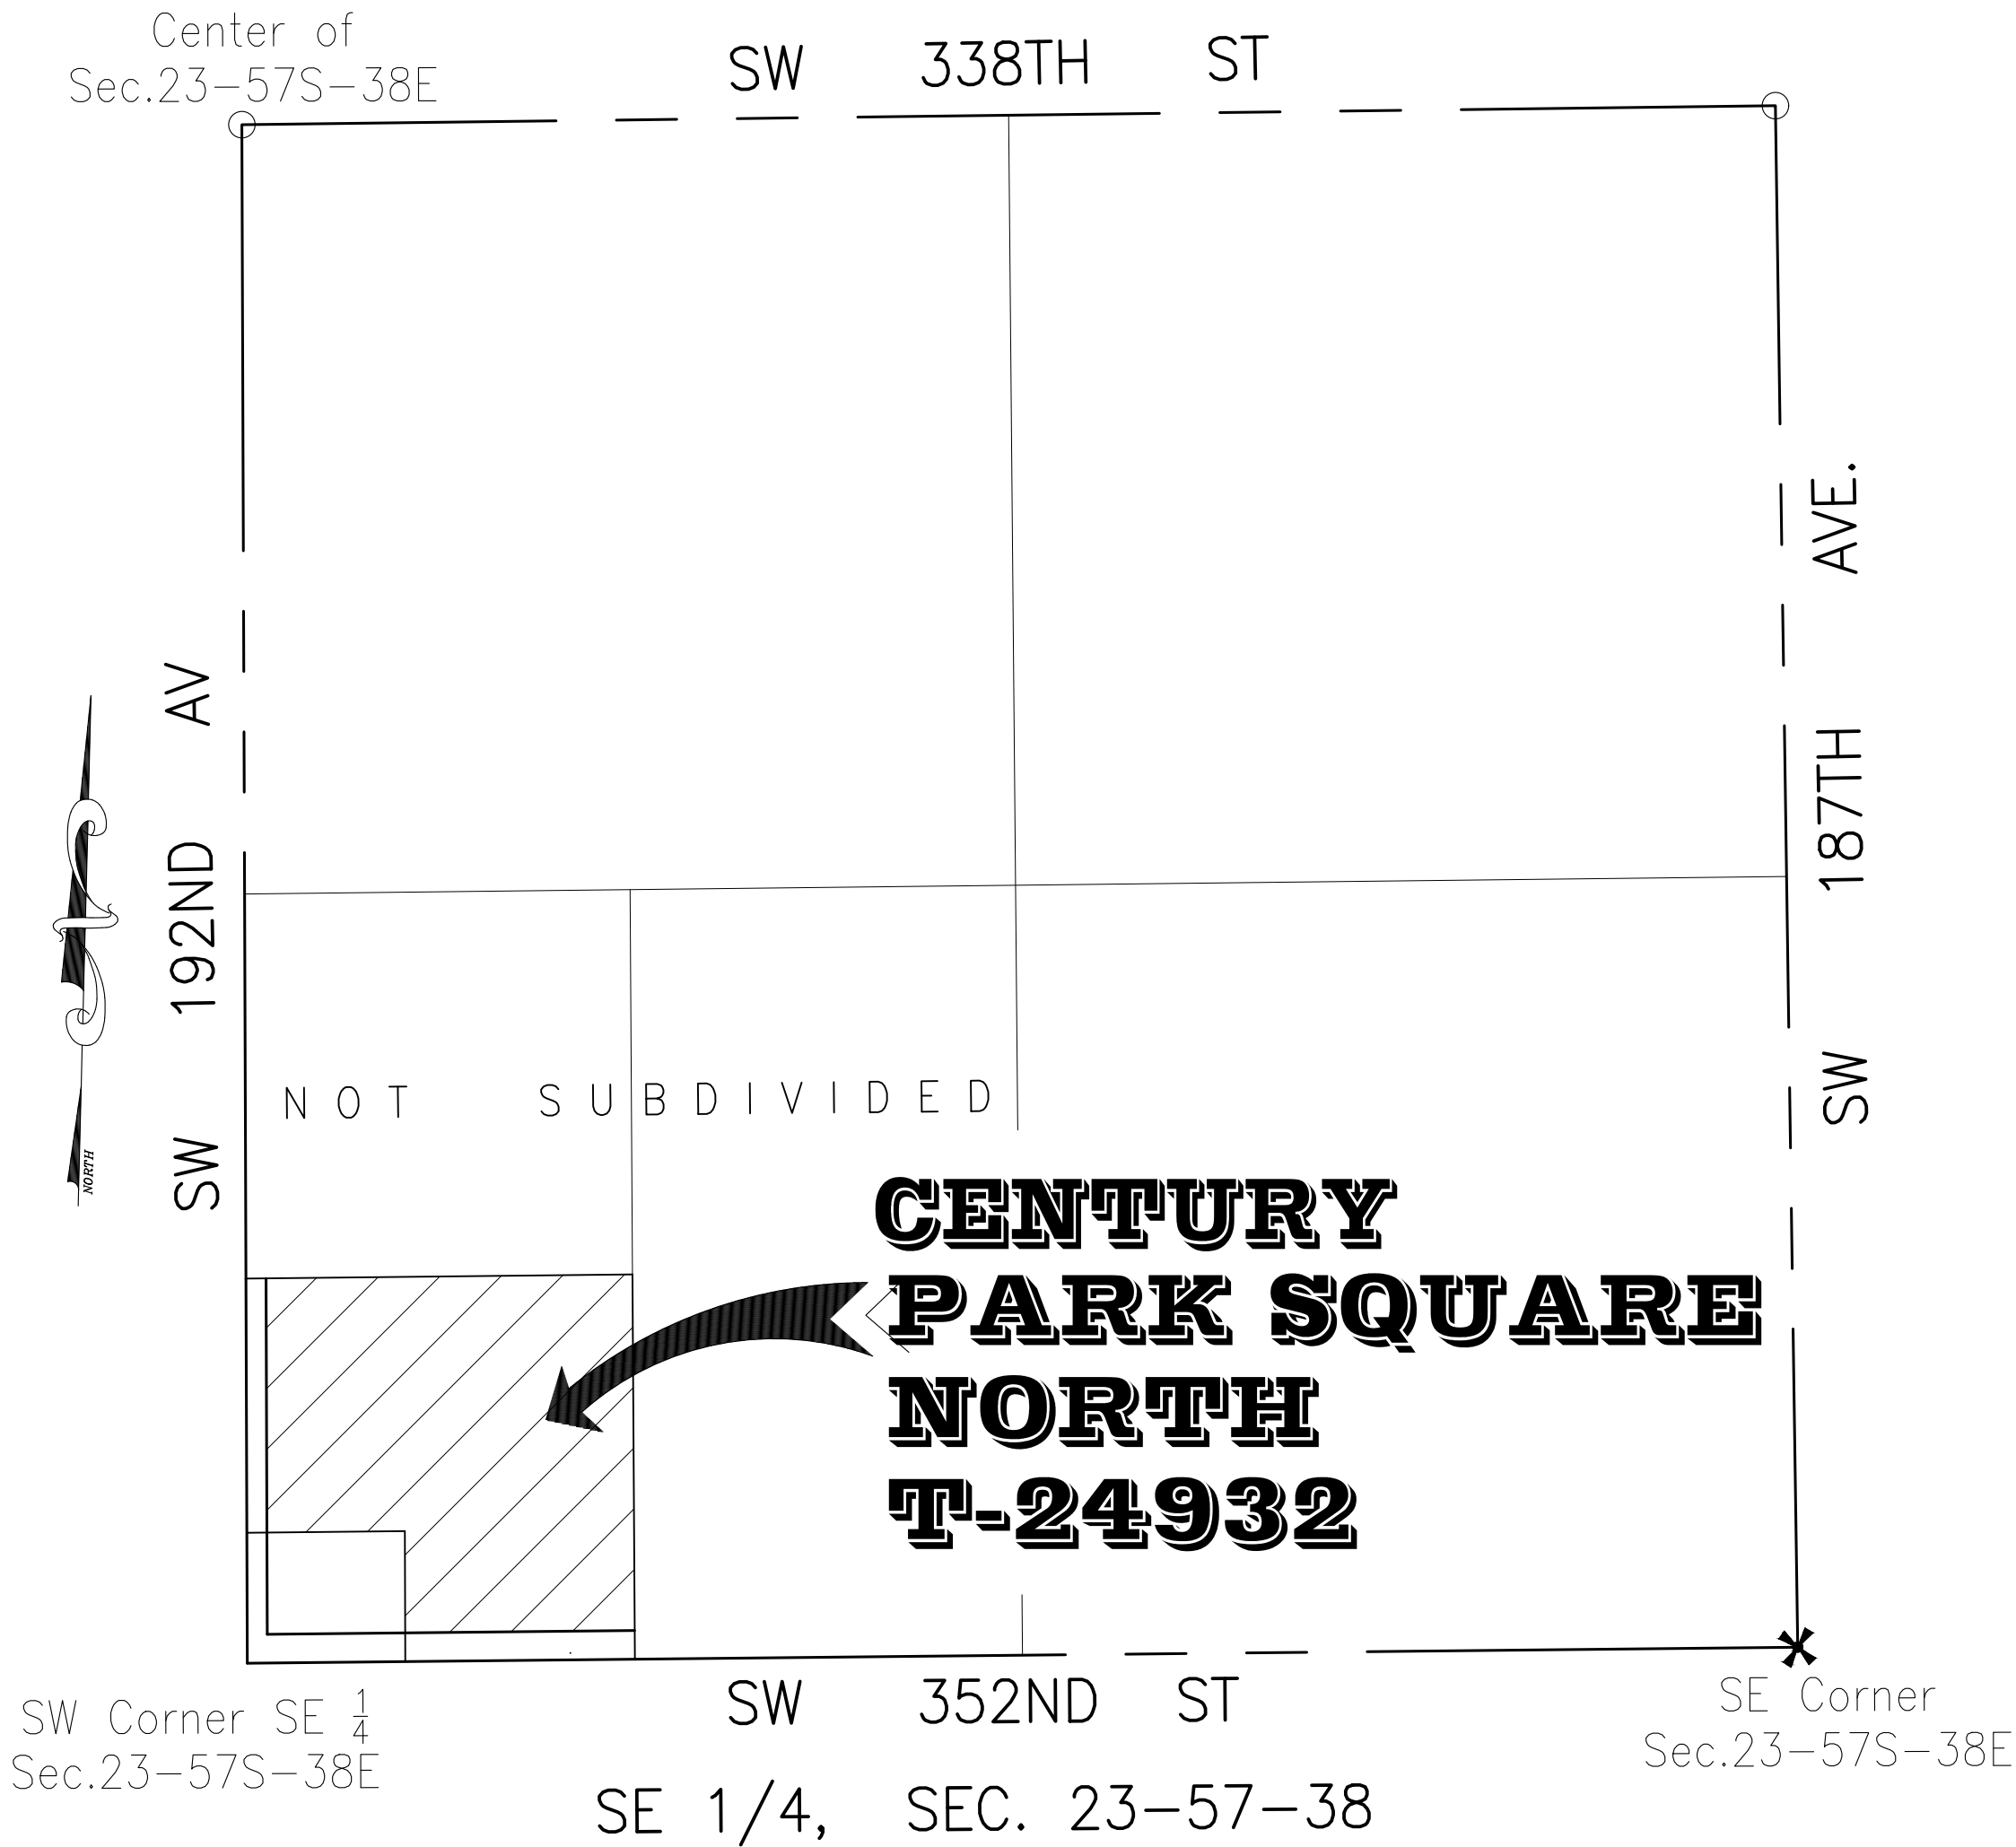 Center of
Sec.23-57S-38E
SW 338TH ST
SW 192ND AV
SW 187TH AVE.
NORTH
NOT SUBDIVIDED
CENTURY
PARK SQUARE
NORTH
T-24932
SW 352ND ST
SW Corner SE 1/4
Sec.23-57S-38E
SE Corner
Sec.23-57S-38E
SE 1/4, SEC. 23-57-38